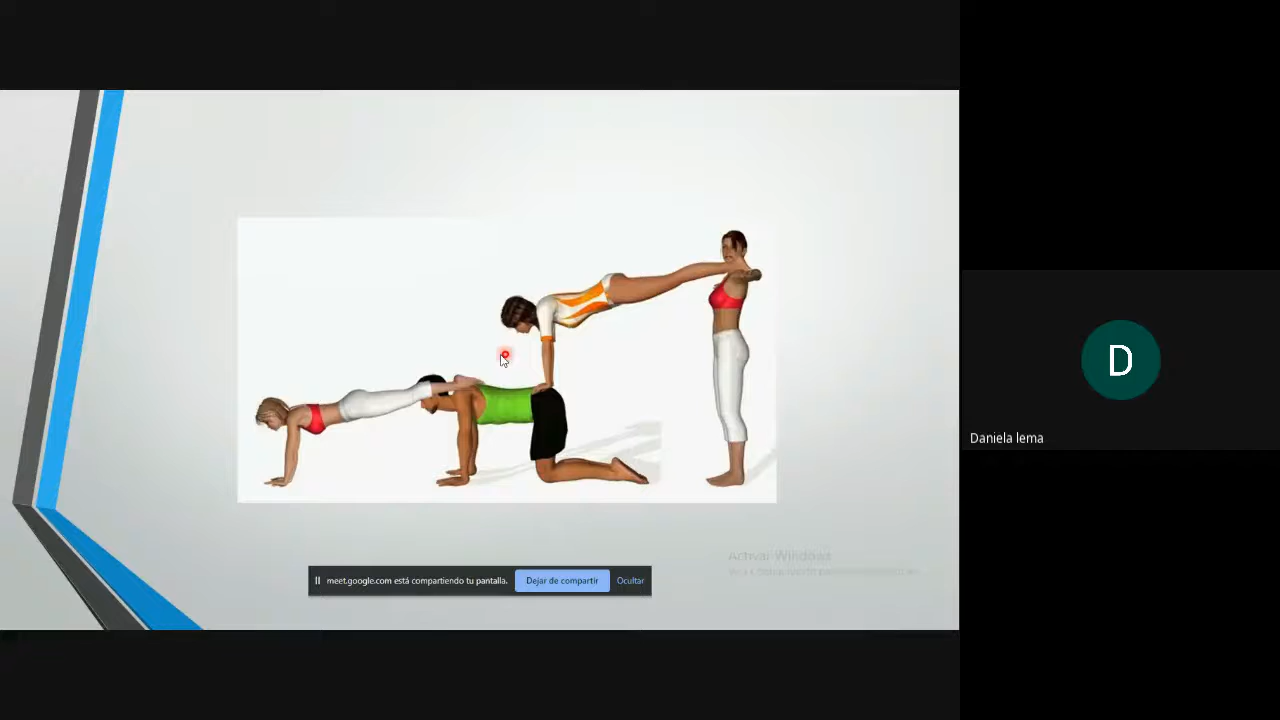 D
Daniela lema
Activar Windows
meet.google.com está compartiendo tu pantalla.
Dejar de compartir
Ocultar